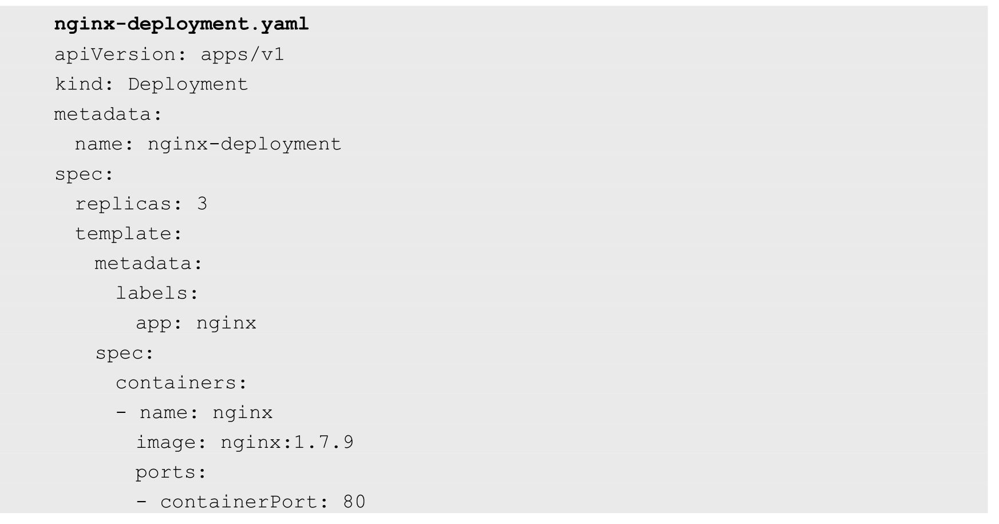 nginx-deployment.yaml
apiVersion: apps/v1
kind: Deployment
metadata:
  name: nginx-deployment
spec:
  replicas: 3
  template:
    metadata:
      labels:
        app: nginx
    spec:
      containers:
      - name: nginx
        image: nginx:1.7.9
        ports:
        - containerPort: 80